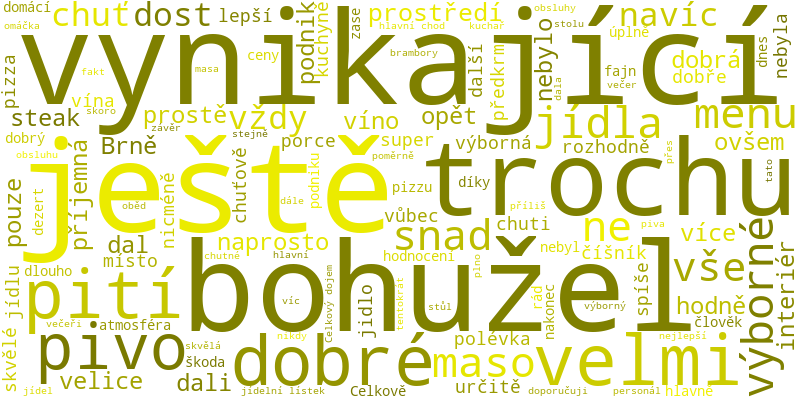 domácí
omáčka
chuť
dost
lepší
vynikající
podnik
kuchyně
zase
prostředí
hlavní chod
kuchař
brambory
předkrm
další
obsluhy
stolu
nebylo
navíc
úplně
dobrá
dobře
fajn
večer
dala
dnes
nebyla
pizza
fakt
masa
ceny
vína
skoro
steak
prostě
vždy
víno
opět
jídla
menu
dobrý
závěr
stejně
super
výborná
rozhodně
ovšem
Brně
porce
obsluhu
ještě
poměrně
trochu
přes
tato
příjemná
chuťově
podniku
pizzu
díky
dezert
oběd
dále
vůbec
příliš
pouze
nicméně
chutné
chuti
piva
ne
více
dal
naprosto
snad
číšník
místo
hlavní
hodnocení
nebyl
bohužel
vše
dlouho
plno
spíše
výborné
interiér
pití
víc
Celkový dojem
tentokrát
stůl
rád
nakonec
výborný
hodně
skvělé
jídlu
večeři
atmosféra
jídlo
člověk
pivo
nikdy
polévka
nejlepší
skvělá
škoda
dobré
maso
velmi
jídel
velice
dali
jídelní lístek
Celkově
určitě
doporučuji
personál
hlavně